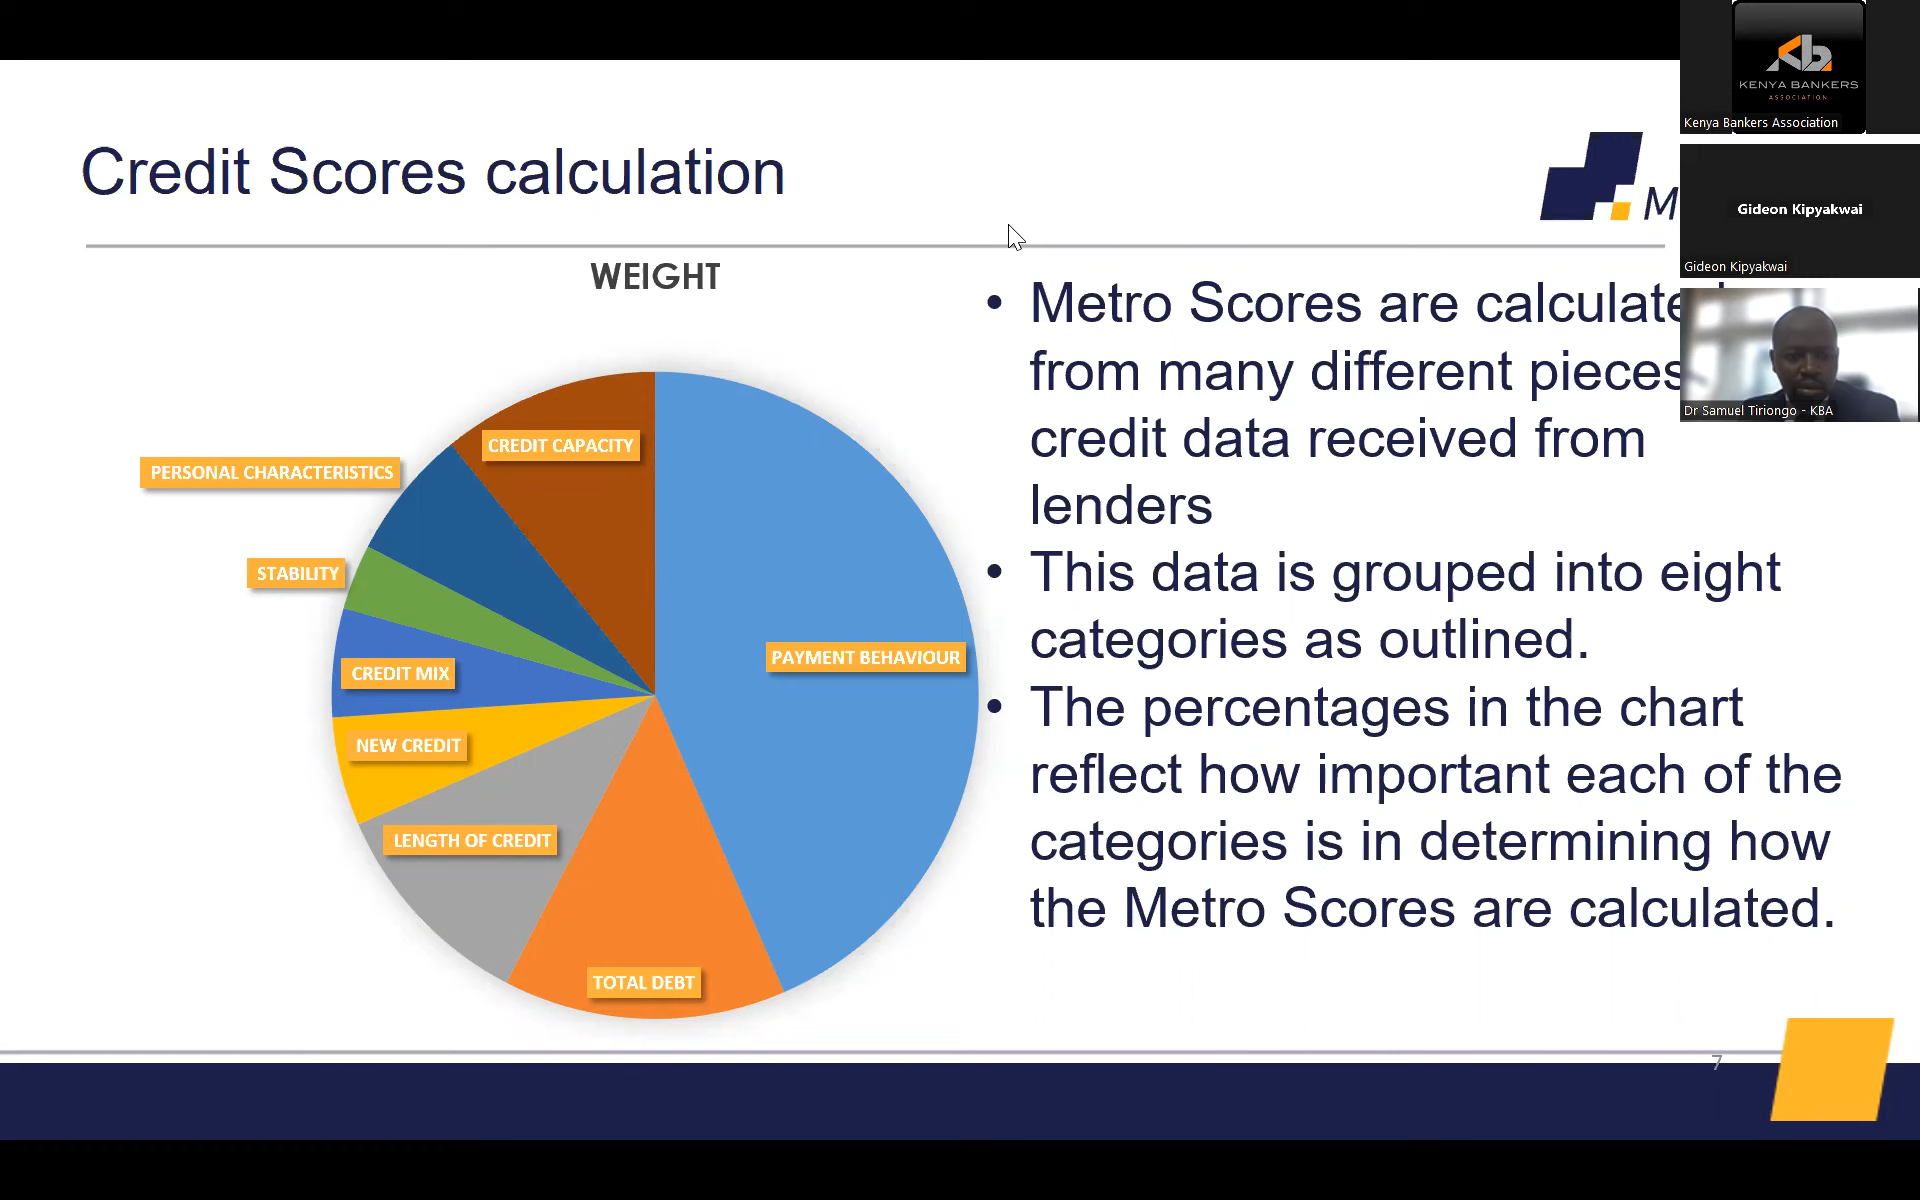 KENYA BANKERS
ASSOCIATION
Kenya Bankers Association
Credit Scores calculation
M
Gideon Kipyakwai
Gideon Kipyakwai
Dr Samuel Tiriongo - KBA
WEIGHT
CREDIT CAPACITY
PERSONAL CHARACTERISTICS
STABILITY
PAYMENT BEHAVIOUR
CREDIT MIX
NEW CREDIT
LENGTH OF CREDIT
TOTAL DEBT
• Metro Scores are calculated
from many different pieces
credit data received from
lenders
• This data is grouped into eight
categories as outlined.
• The percentages in the chart
reflect how important each of the
categories is in determining how
the Metro Scores are calculated.
7